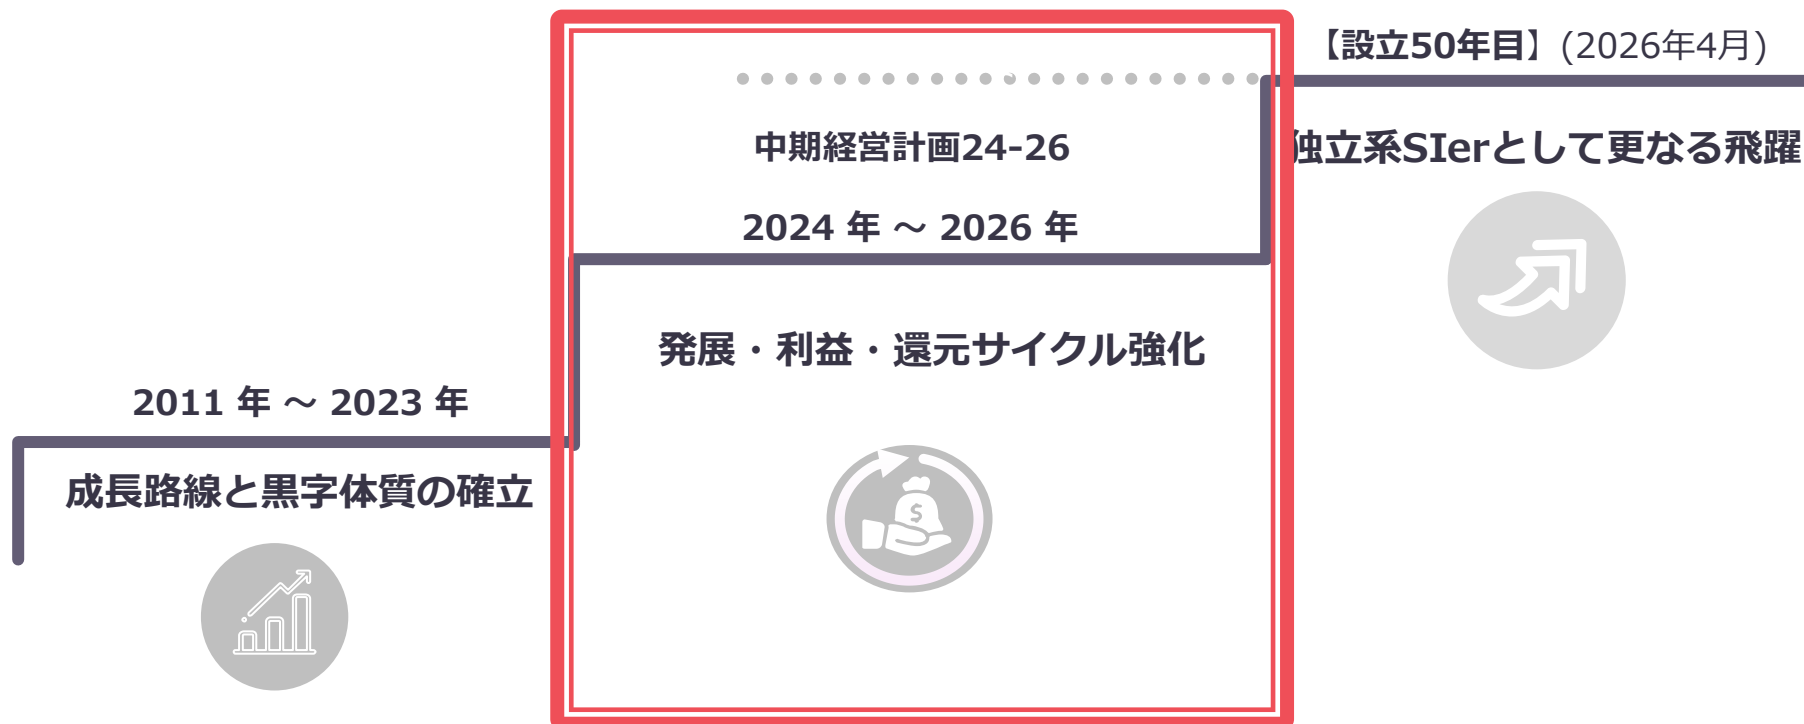 【設立50年目】(2026年4月)
独立系SIerとして更なる飛躍
中期経営計画24-26
2024 年 ～ 2026 年
発展・利益・還元サイクル強化
2011 年 ～ 2023 年
成長路線と黒字体質の確立
$